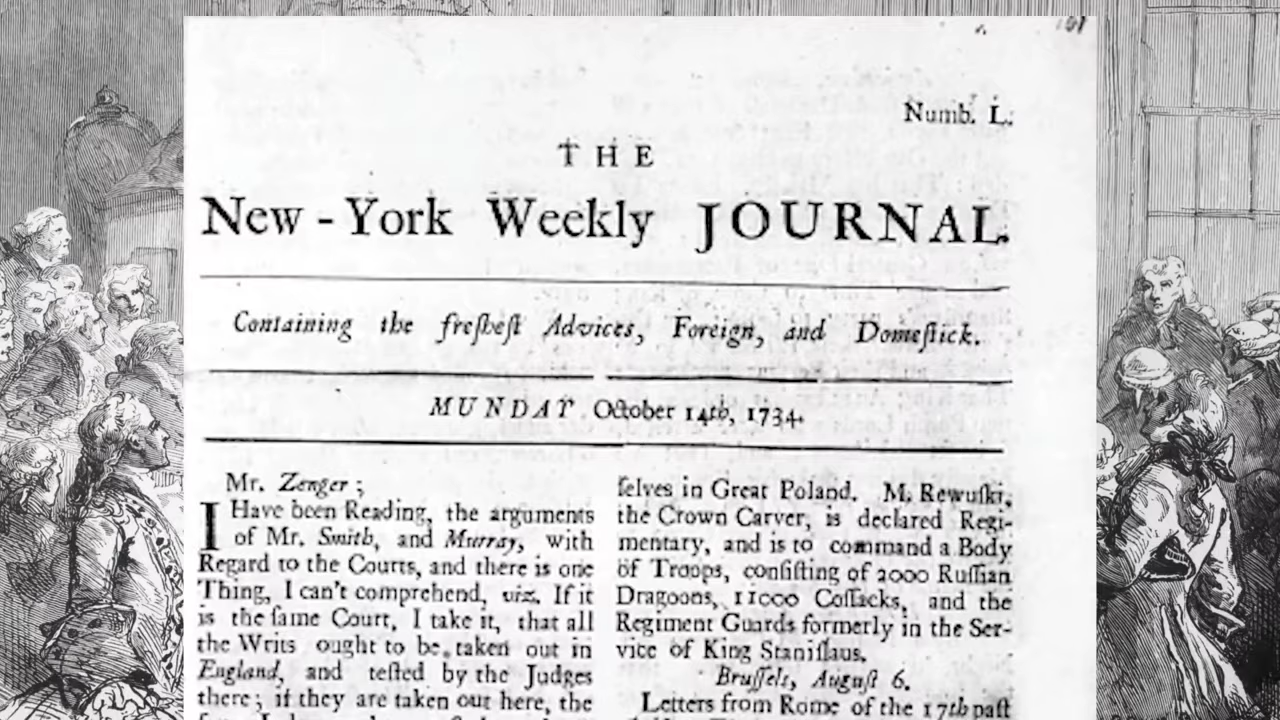 Numb. L.
THE
New-York Weekly JOURNAL.
Containing the freſheſt Advices, Foreign, and Domeſtick.
MUNDAY October 14th, 1734.
Mr. Zenger;
I Have been Reading, the arguments
of Mr. Smith, and Murray, with
Regard to the Courts, and there is one
Thing, I can't comprehend, viz. If it
is the ſame Court, I take it, that all
the Writs ought to be taken out in
England, and teſted by the Judges
there; if they are taken out here, the
ſelves in Great Poland. M. Rewuſki,
the Crown Carver, is declared Regi-
mentary, and is to command a Body
of Troops, conſiſting of 2000 Ruſſian
Dragoons, 11000 Coſſacks, and the
Regiment Guards formerly in the Ser-
vice of King Staniſlaus.
Bruſſels, Auguſt 6.
Letters from Rome of the 17th paſt